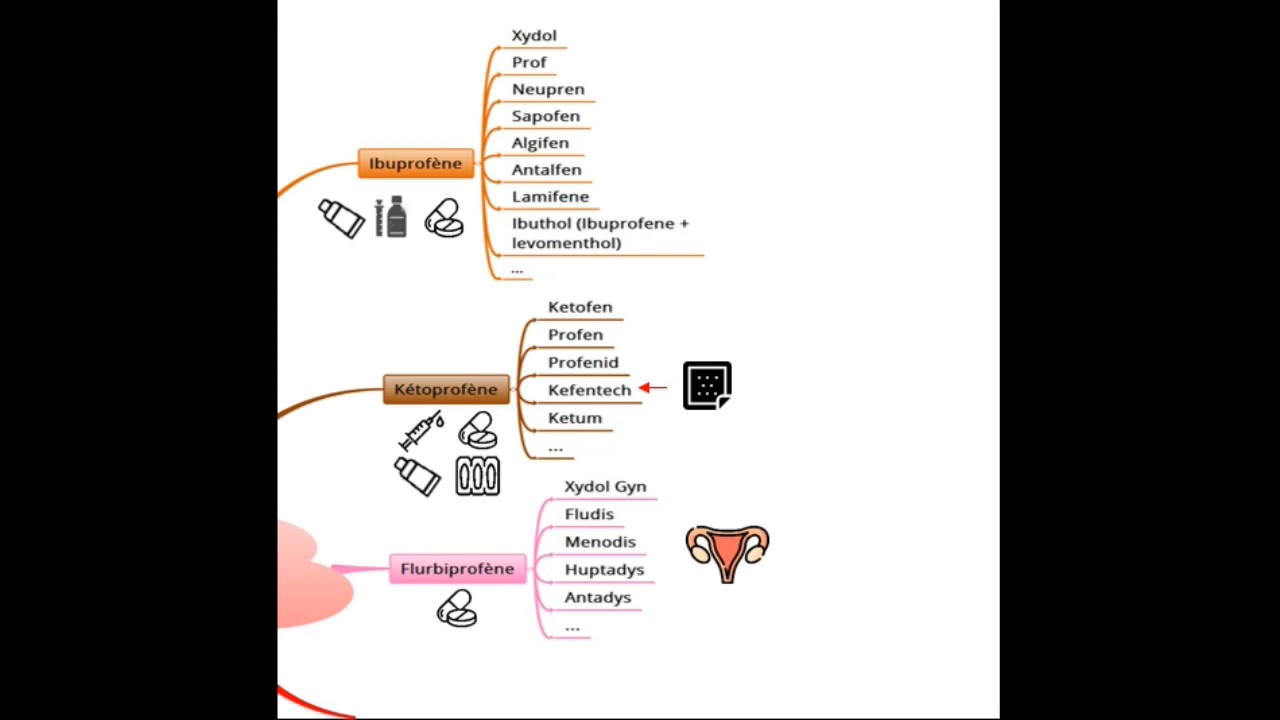 Xydol
Prof
Neupren
Sapofen
Algifen
Ibuprofène
Antalfen
Lamifene
Ibuthol (Ibuprofene +
levomenthol)
...
Ketofen
Profen
Profenid
Kétoprofène
Kefentech
Ketum
...
Xydol Gyn
Fludis
Menodis
Flurbiprofène
Huptadys
Antadys
...